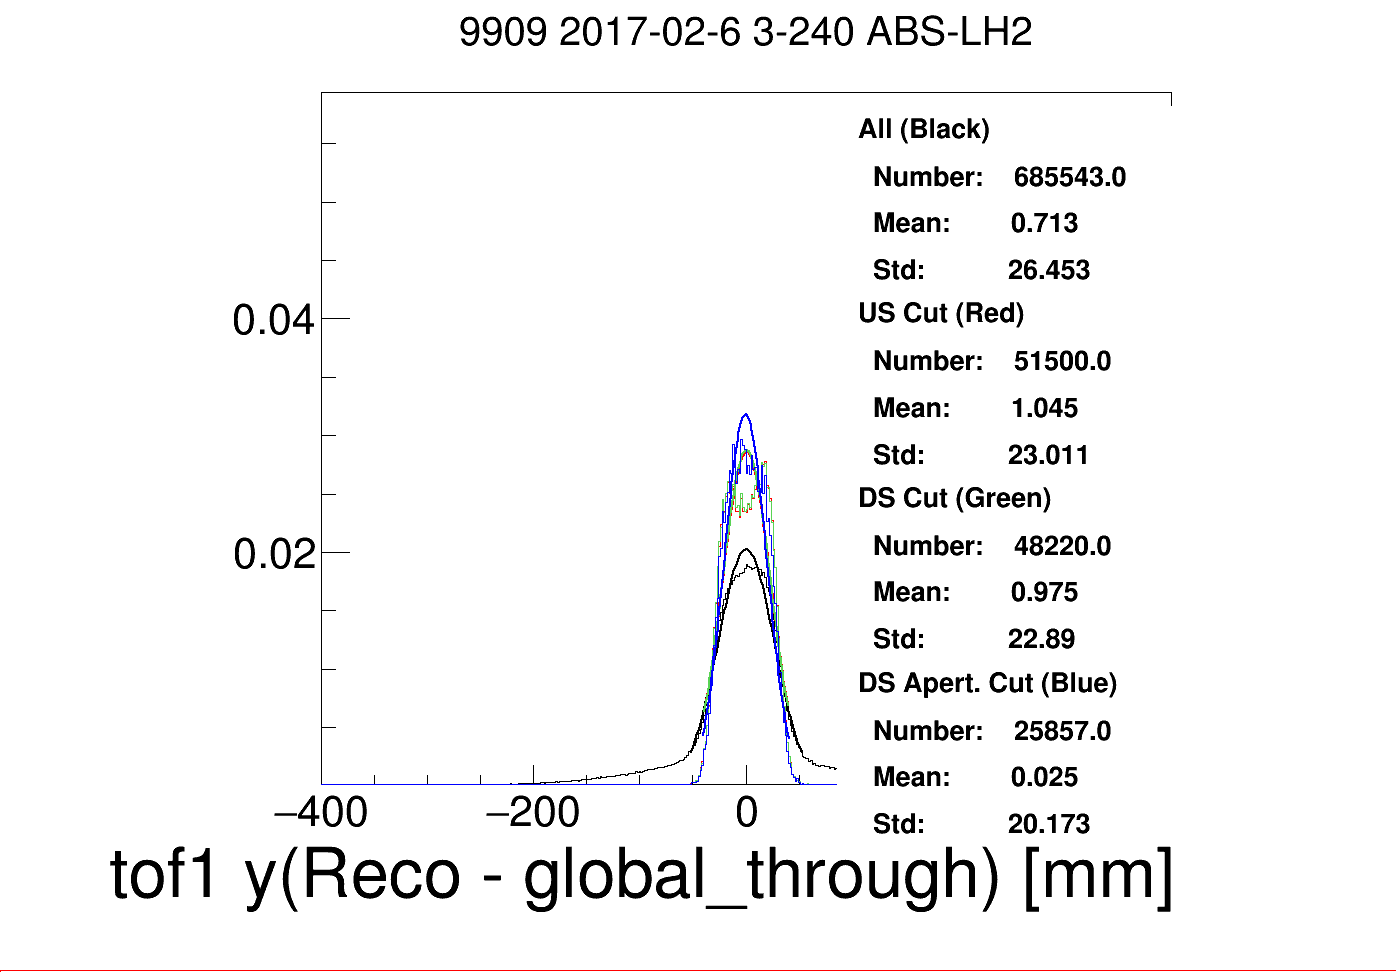 9909 2017-02-6 3-240 ABS-LH2
All (Black)
Number: 685543.0
Mean: 0.713
Std: 26.453
US Cut (Red)
Number: 51500.0
Mean: 1.045
Std: 23.011
DS Cut (Green)
Number: 48220.0
Mean: 0.975
Std: 22.89
DS Apert. Cut (Blue)
Number: 25857.0
Mean: 0.025
Std: 20.173
0.04
0.02
−400 −200 0
tof1 y(Reco - global_through) [mm]